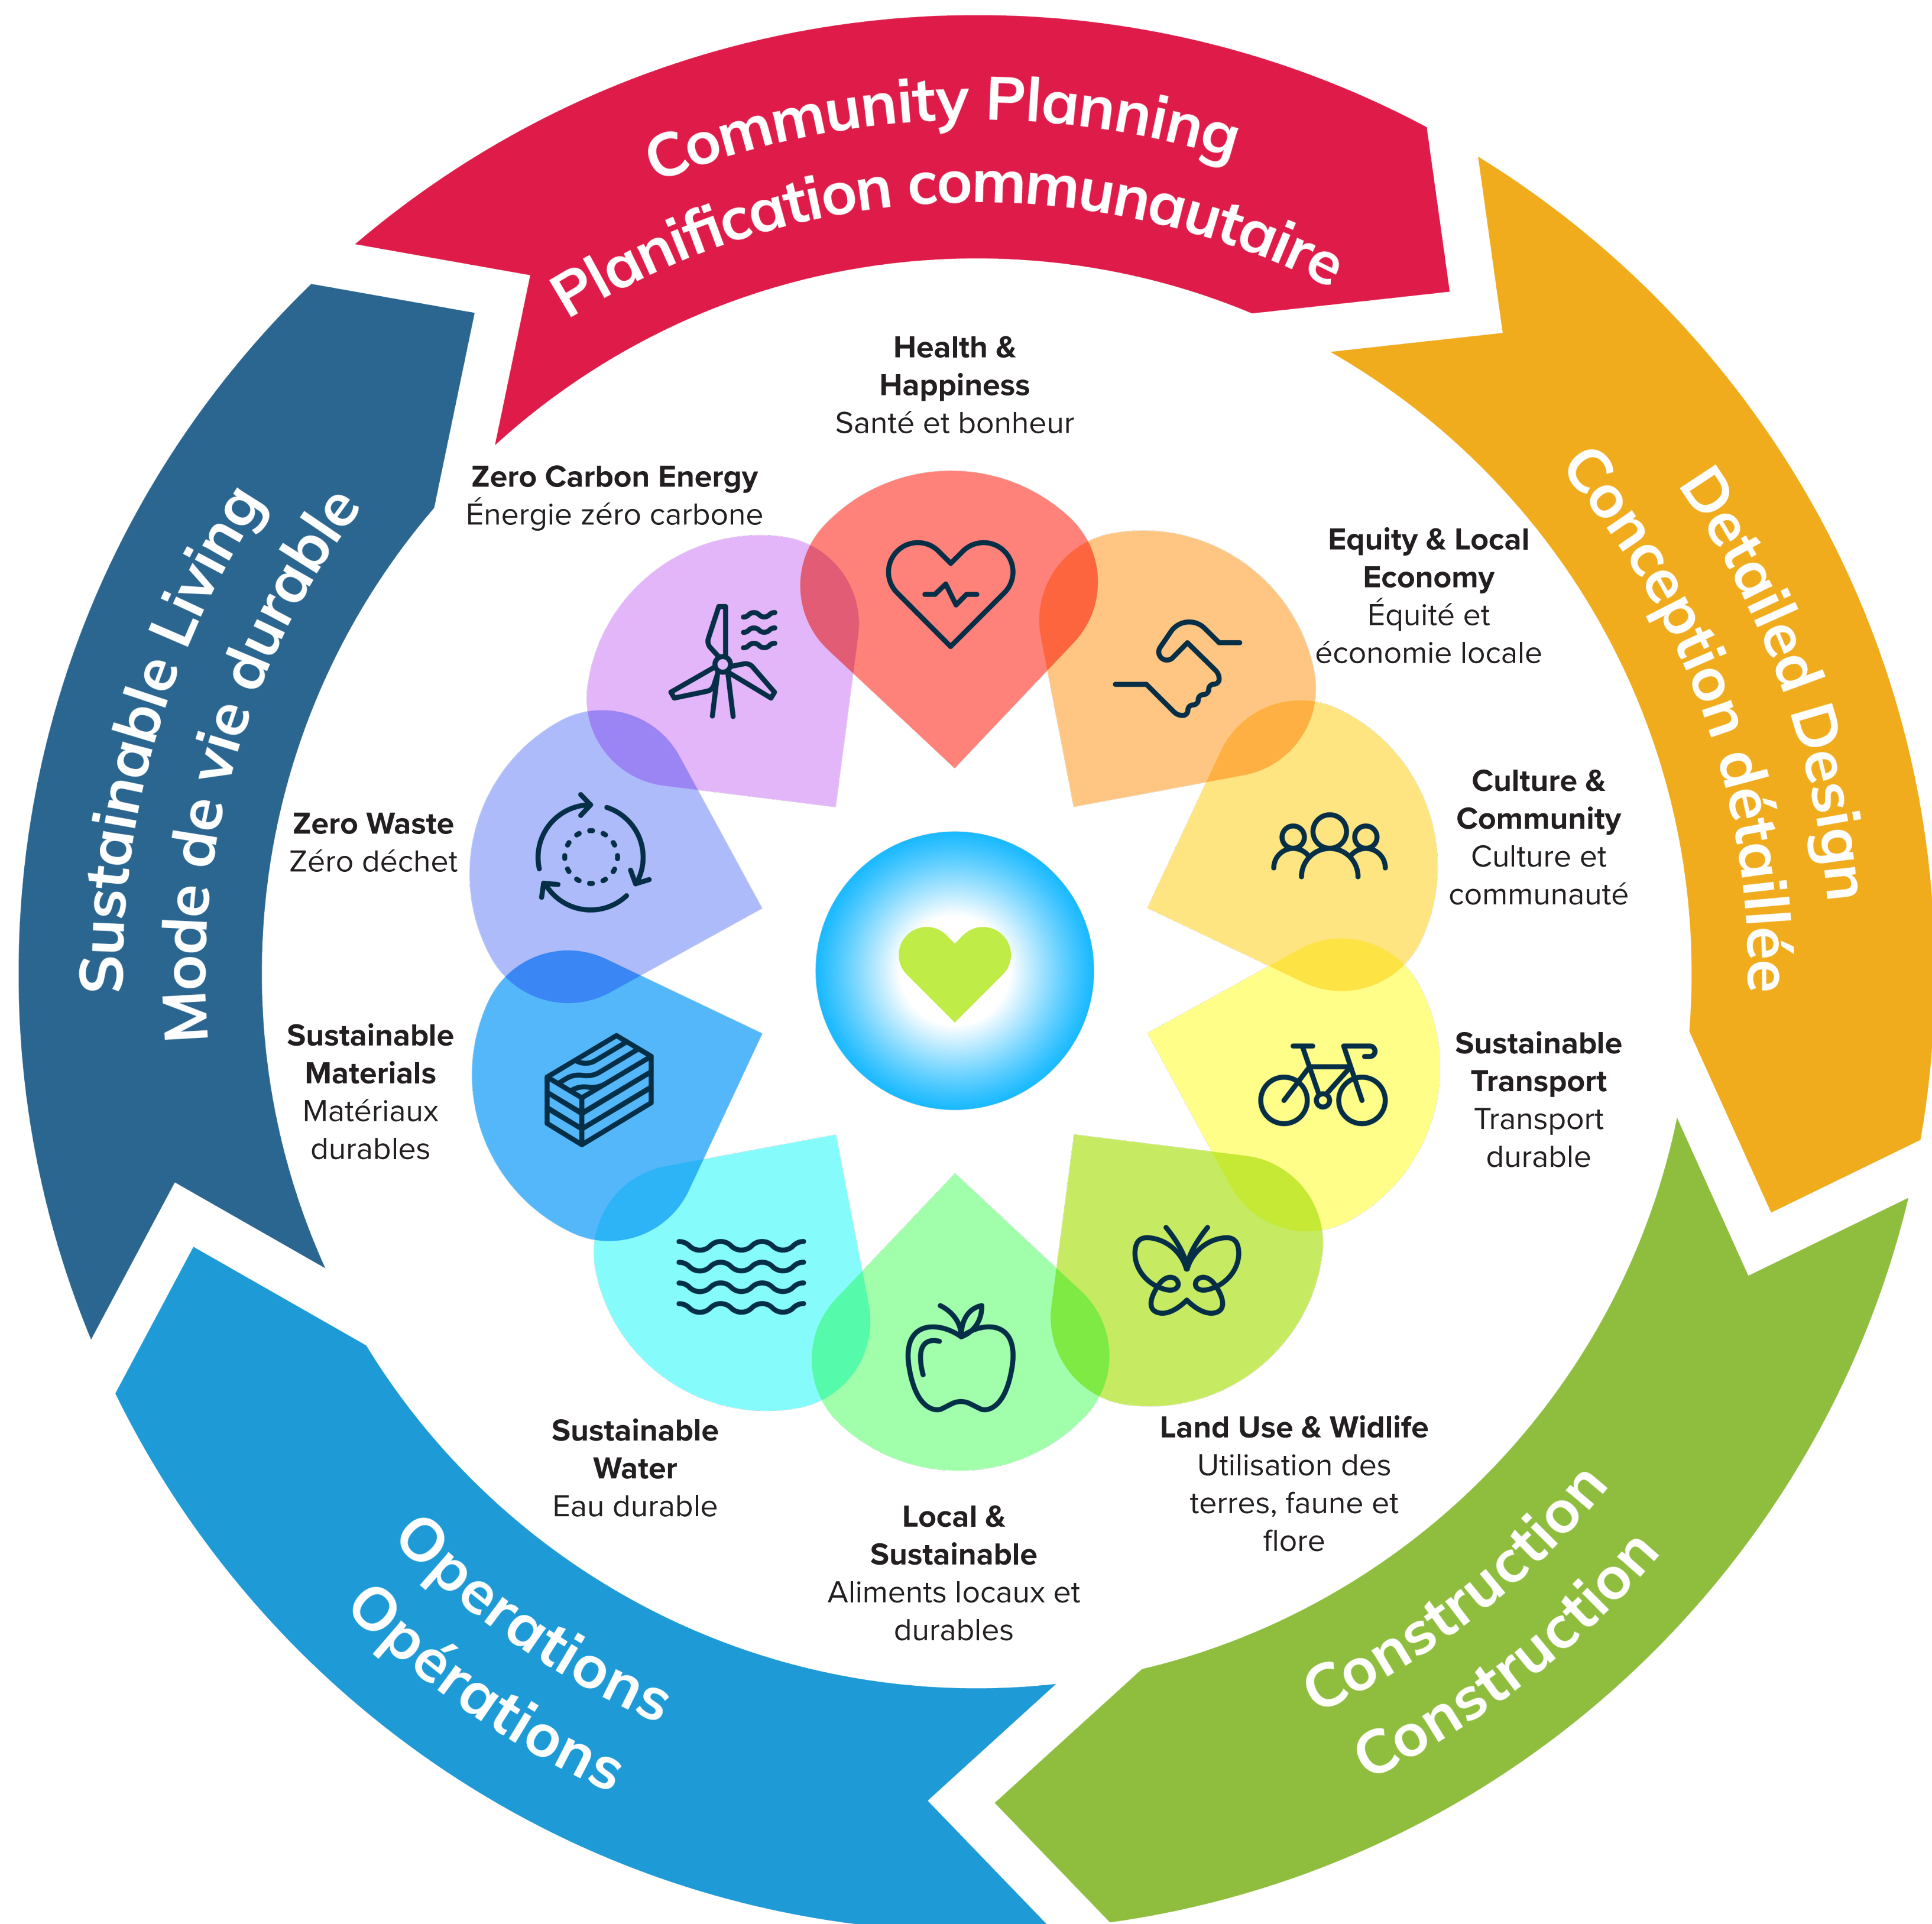 Community Planning
Planification communautaire
Detailed Design
Conception détaillée
Construction
Construction
Operations
Opérations
Sustainable Living
Mode de vie durable
Health &
Happiness
Santé et bonheur
Equity & Local
Economy
Équité et
économie locale
Culture &
Community
Culture et
communauté
Sustainable
Transport
Transport
durable
Land Use & Widlife
Utilisation des
terres, faune et
flore
Local &
Sustainable
Aliments locaux et
durables
Sustainable
Water
Eau durable
Sustainable
Materials
Matériaux
durables
Zero Waste
Zéro déchet
Zero Carbon Energy
Énergie zéro carbone